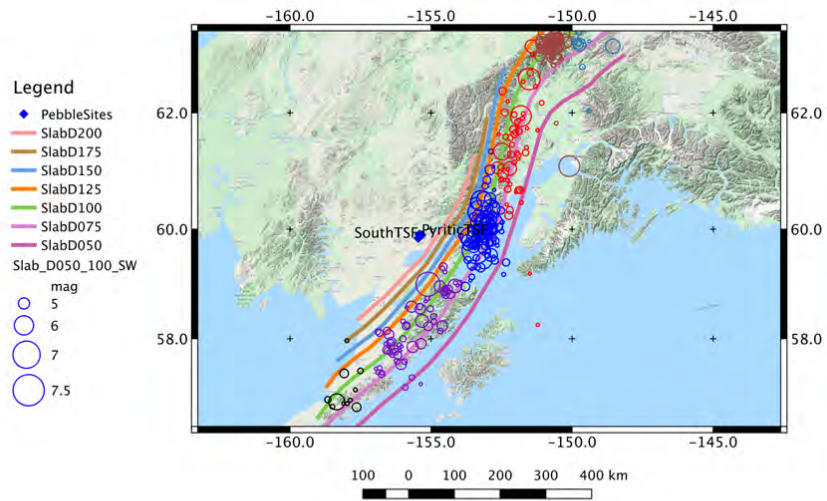 -160.0 -155.0 -150.0 -145.0
Legend
PebbleSites
SlabD200
SlabD175
SlabD150
SlabD125
SlabD100
SlabD075
SlabD050
Slab_D050_100_SW
mag
5
6
7
7.5
62.0 62.0
60.0 60.0
SouthTSF PyriticTSF
58.0 58.0
-160.0 -155.0 -150.0 -145.0
100 0 100 200 300 400 km